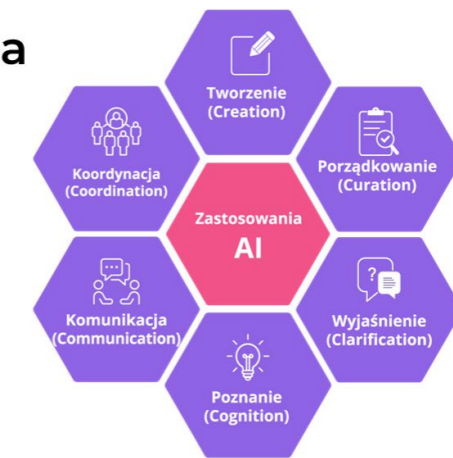 a
Tworzenie
(Creation)
Koordynacja
(Coordination)
Porządkowanie
(Curation)
Zastosowania
AI
Komunikacja
(Communication)
Wyjaśnienie
(Clarification)
?
Poznanie
(Cognition)